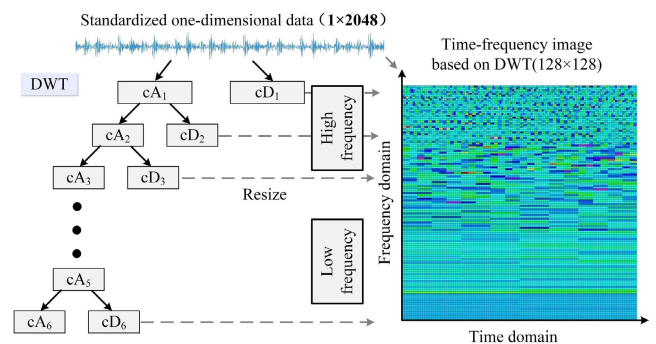 Standardized one-dimensional data（1×2048）
Time-frequency image
based on DWT(128×128)
DWT
cA1
cD1
cA2
cD2
cA3
cD3
Resize
High
frequency
Low
frequency
Frequency domain
cA5
cA6
cD6
Time domain